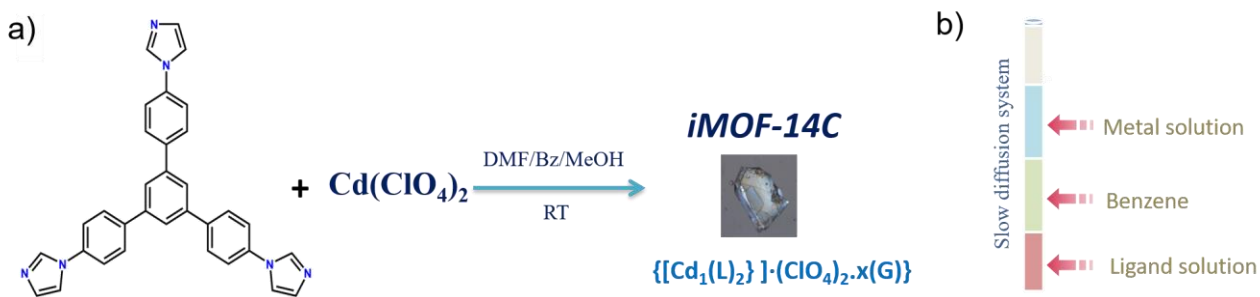 a)
N
N
+ Cd(ClO₄)₂
DMF/Bz/MeOH
RT
iMOF-14C
{[Cd₁(L)₂} ]·(ClO₄)₂.x(G)}
N
N
N
N
b)
Slow diffusion system
Metal solution
Benzene
Ligand solution